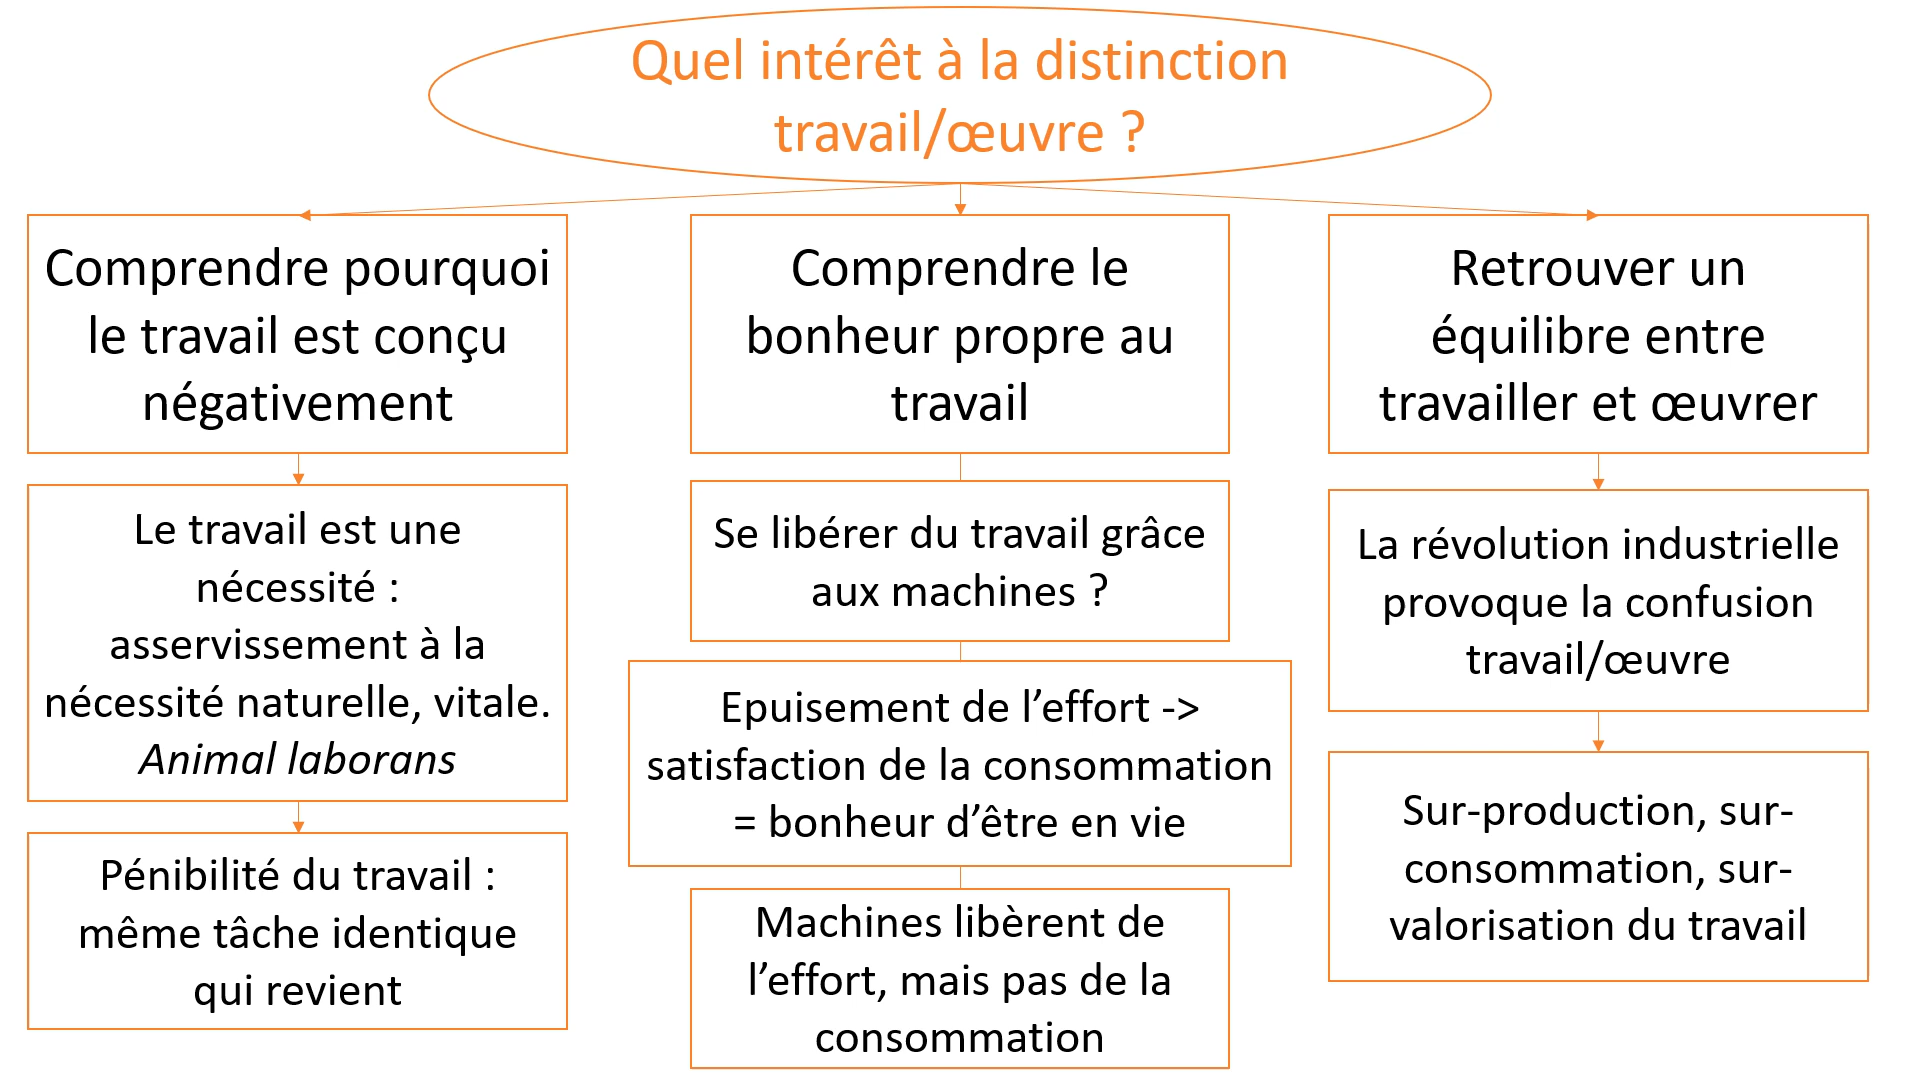 Quel intérêt à la distinction
travail/œuvre ?
Comprendre pourquoi
le travail est conçu
négativement
Le travail est une
nécessité :
asservissement à la
nécessité naturelle, vitale.
Animal laborans
Pénibilité du travail :
même tâche identique
qui revient
Comprendre le
bonheur propre au
travail
Se libérer du travail grâce
aux machines ?
Epuisement de l’effort ->
satisfaction de la consommation
= bonheur d’être en vie
Machines libèrent de
l’effort, mais pas de la
consommation
Retrouver un
équilibre entre
travailler et œuvrer
La révolution industrielle
provoque la confusion
travail/œuvre
Sur-production, sur-
consommation, sur-
valorisation du travail